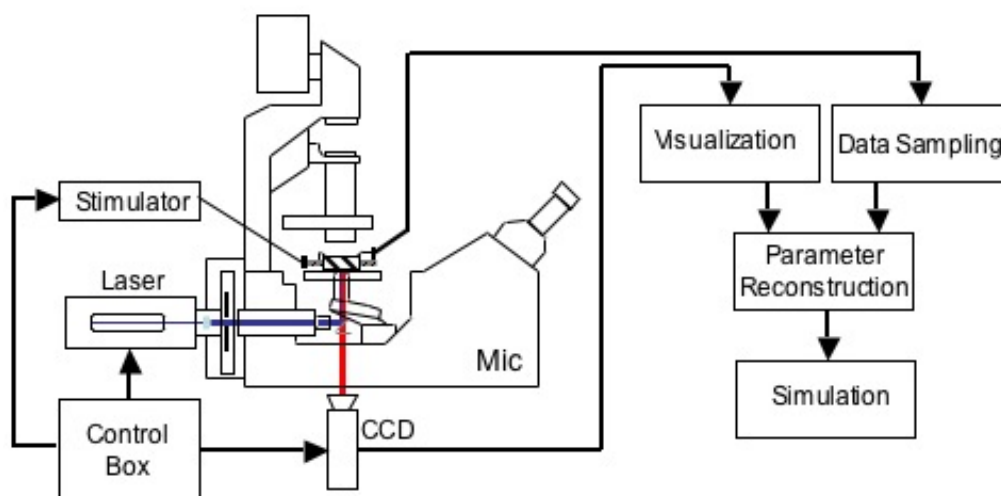 Visualization
Data Sampling
Stimulator
Parameter
Reconstruction
Laser
Mic
Simulation
CCD
Control
Box